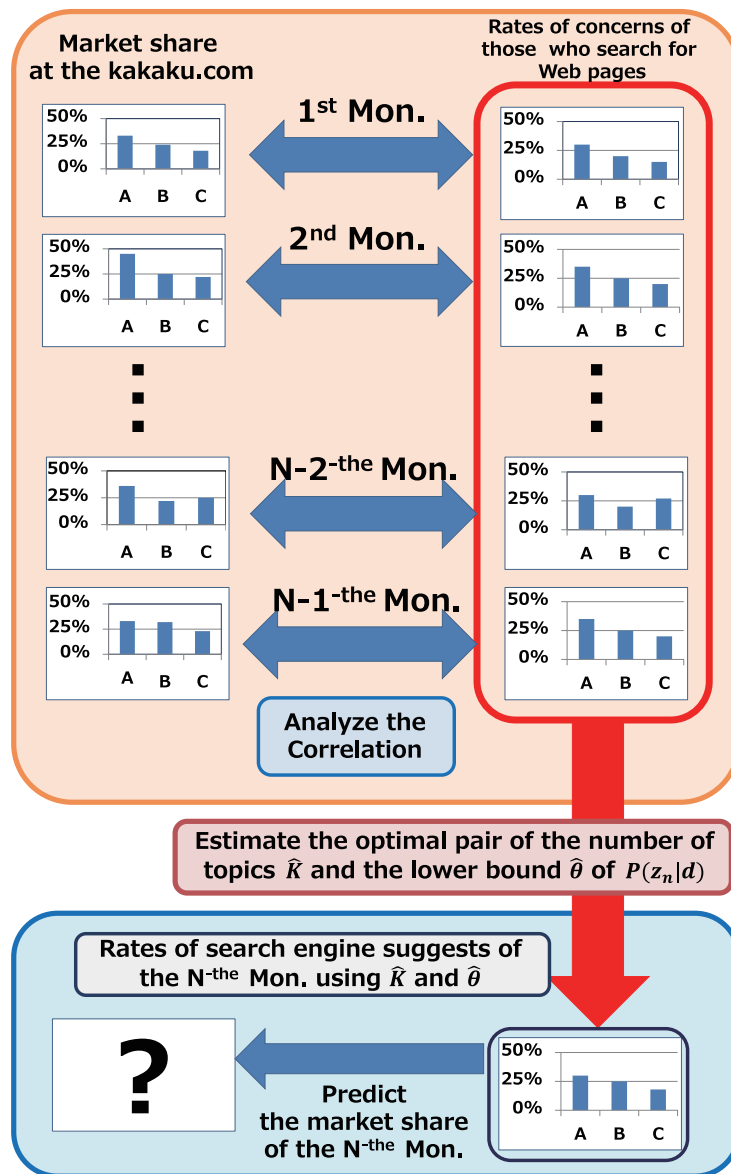 Market share
at the kakaku.com
Rates of concerns of
those who search for
Web pages
50%
25%
0%
A B C
1st Mon.
50%
25%
0%
A B C
50%
25%
0%
A B C
2nd Mon.
50%
25%
0%
A B C
50%
25%
0%
A B C
N-2-the Mon.
50%
25%
0%
A B C
50%
25%
0%
A B C
N-1-the Mon.
50%
25%
0%
A B C
Analyze the
Correlation
Estimate the optimal pair of the number of
topics K̂ and the lower bound θ̂ of P(zₙ|d)
Rates of search engine suggests of
the N-the Mon. using K̂ and θ̂
?
Predict
the market share
of the N-the Mon.
50%
25%
0%
A B C